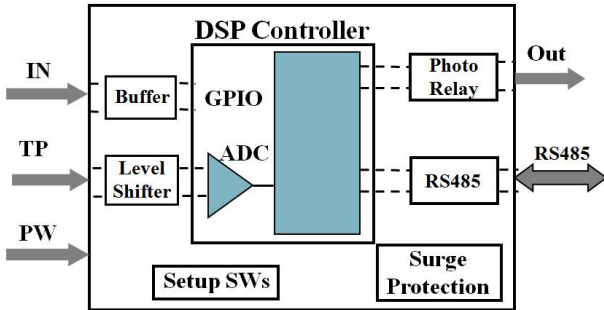 DSP Controller
IN
Buffer
GPIO
Photo
Relay
Out
TP
Level
Shifter
ADC
RS485
RS485
PW
Setup SWs
Surge
Protection